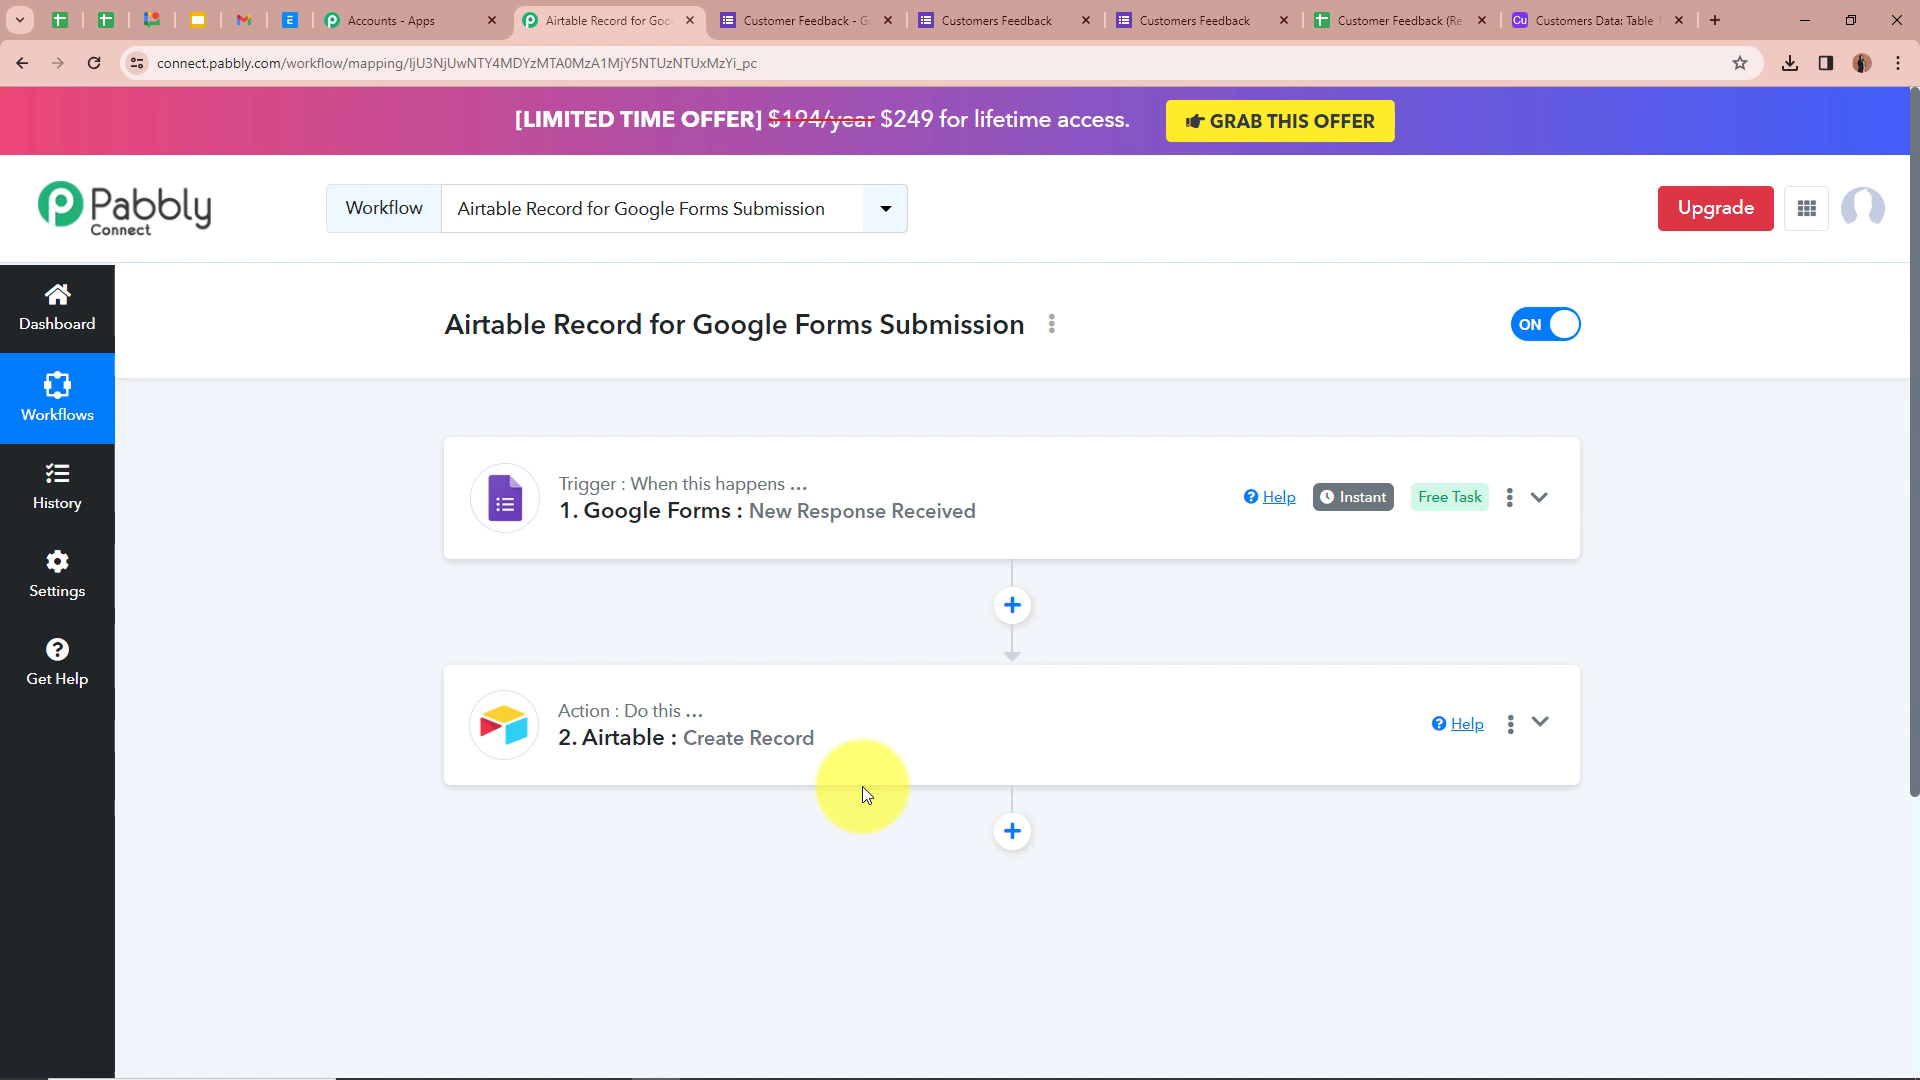 Accounts - Apps
Airtable Record for Goo
Customer Feedback - G
Customers Feedback
Customers Feedback
Customer Feedback (Re
Customers Data: Table
connect.pabbly.com/workflow/mapping/IjU3NjUwNTY4MDYzMTA0MzA1MjY5NTUzNTUxMzYi_pc
[LIMITED TIME OFFER] $194/year $249 for lifetime access.
GRAB THIS OFFER
Pabbly
Connect
Workflow
Airtable Record for Google Forms Submission
Upgrade
Dashboard
Workflows
History
Settings
Get Help
Airtable Record for Google Forms Submission
ON
Trigger : When this happens ...
1. Google Forms : New Response Received
Help
Instant
Free Task
Action : Do this ...
2. Airtable : Create Record
Help